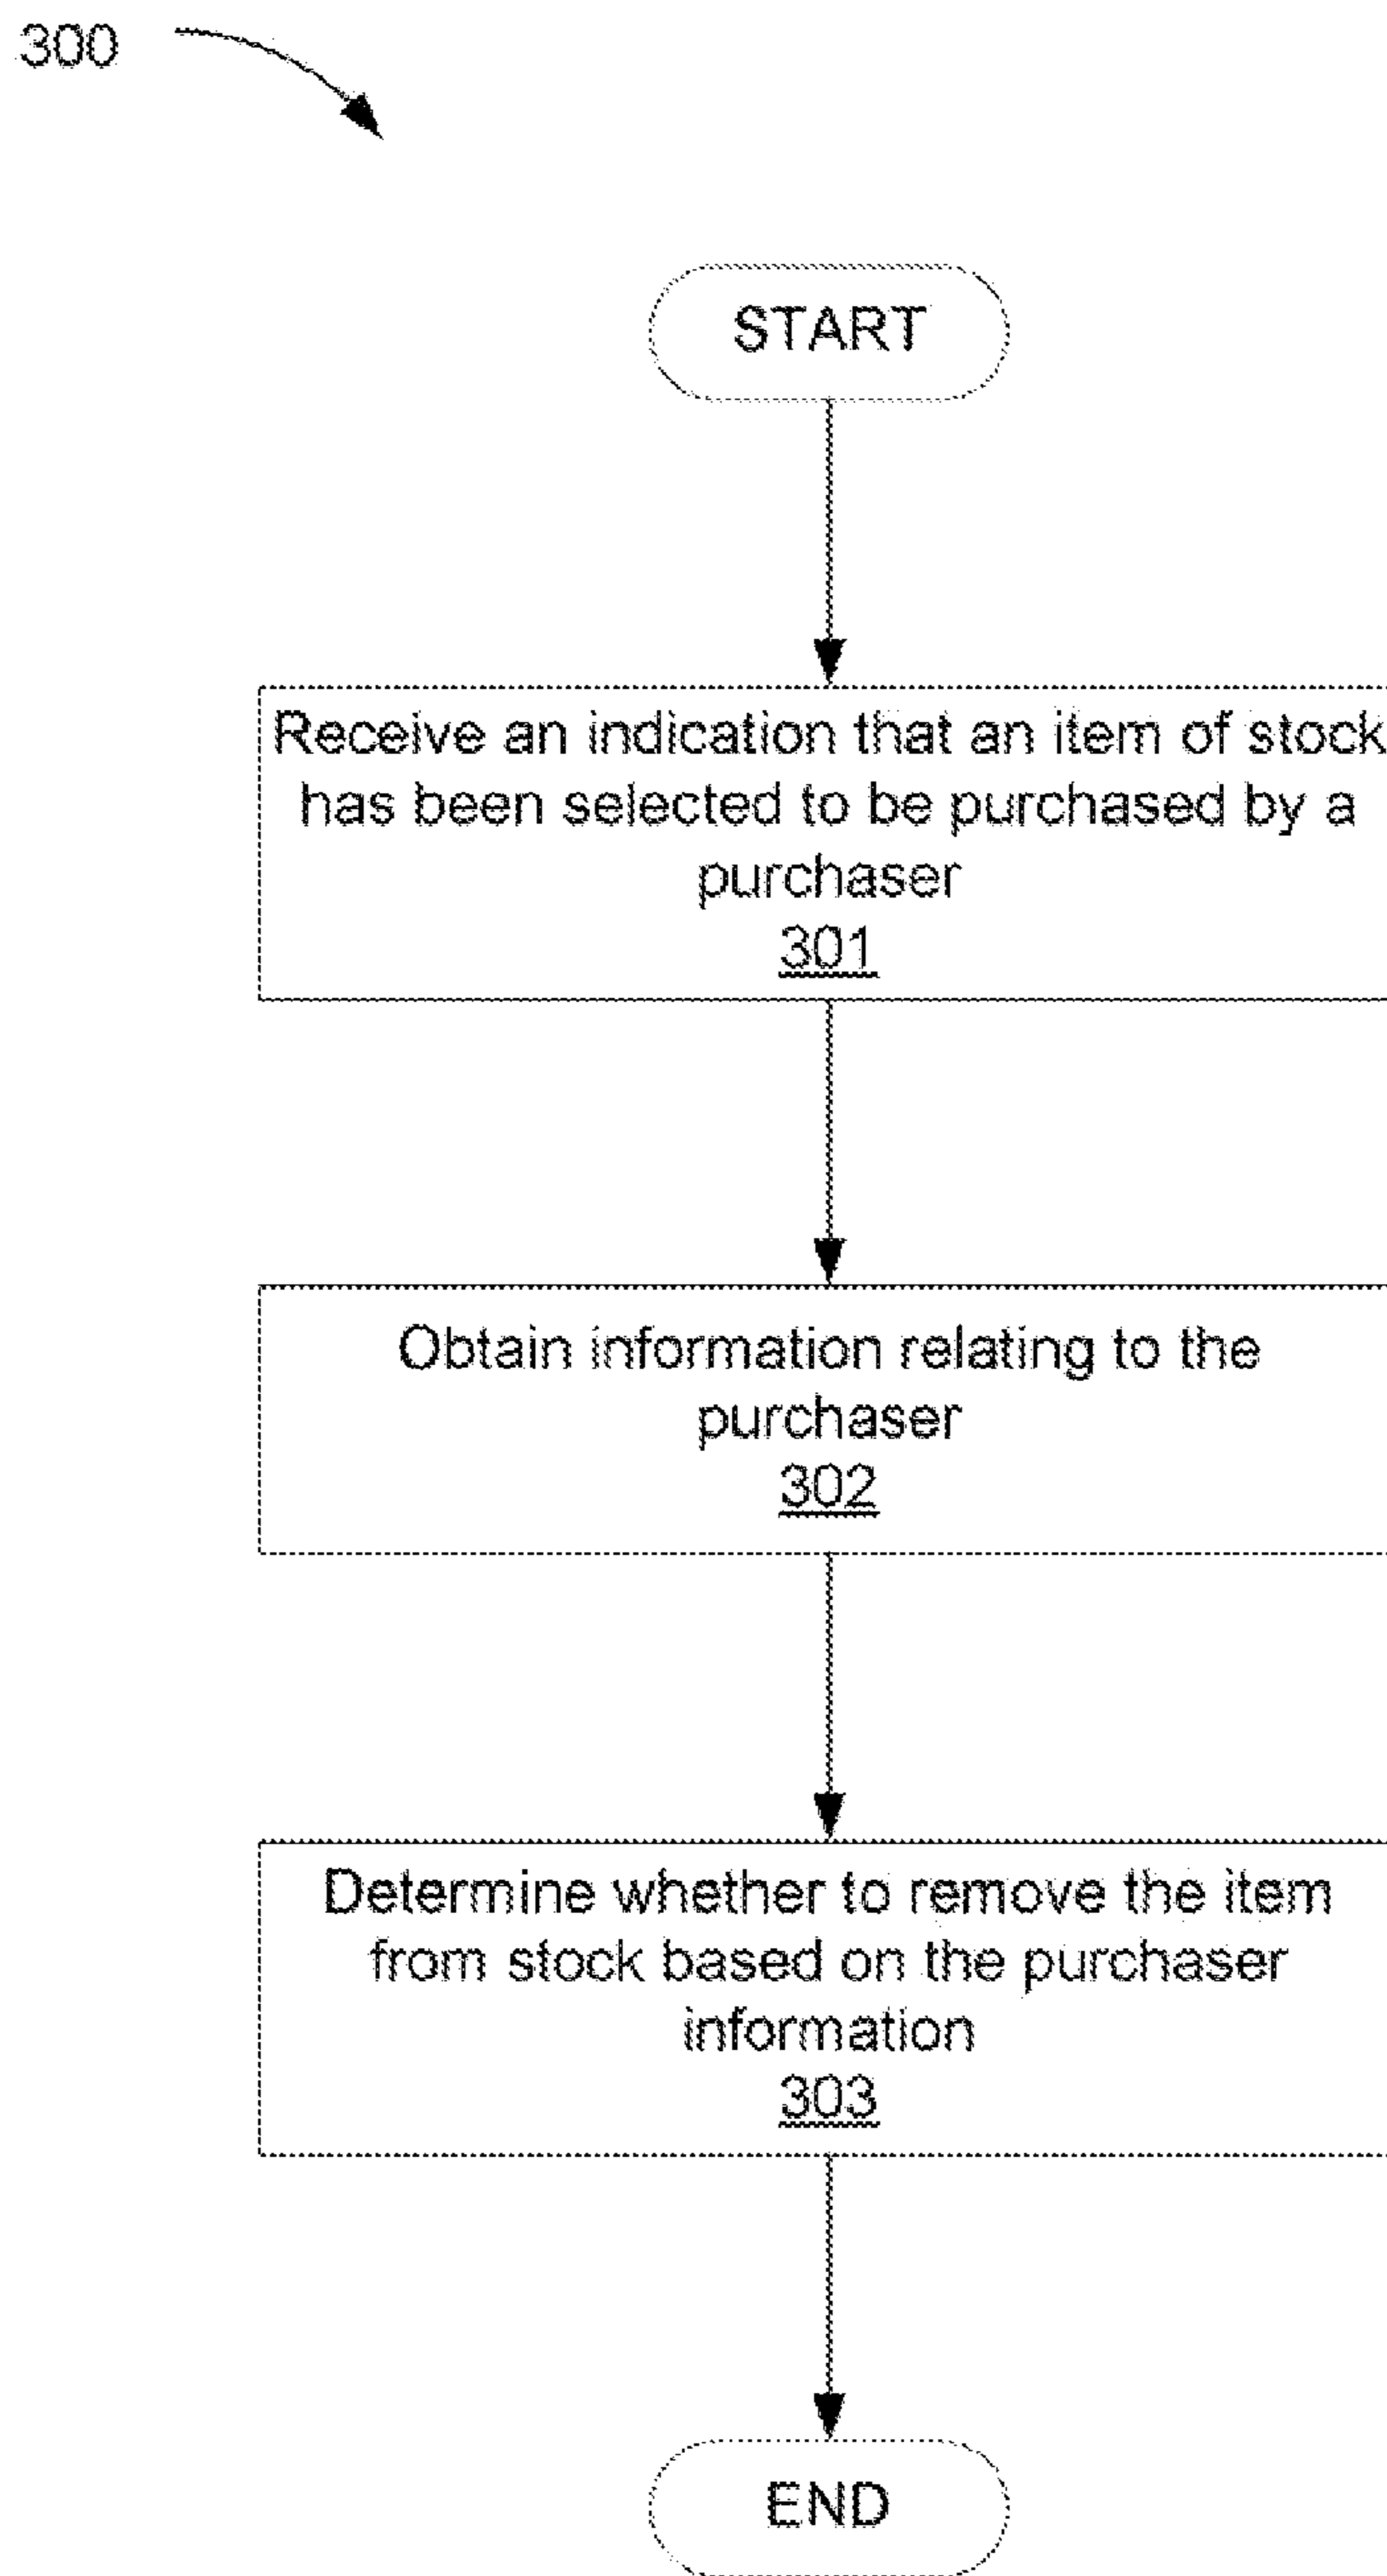 300
START
Receive an indication that an item of stock
has been selected to be purchased by a
purchaser
301
Obtain information relating to the
purchaser
302
Determine whether to remove the item
from stock based on the purchaser
information
303
END